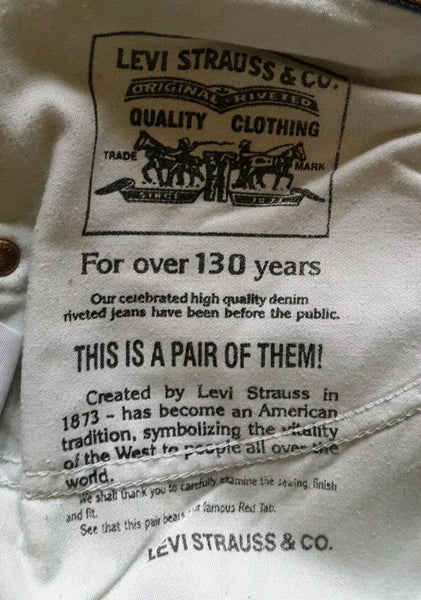 LEVI STRAUSS & CO.
ORIGINAL RIVETED
QUALITY CLOTHING
TRADE MARK
SINCE 1873
For over 130 years
Our celebrated high quality denim
riveted jeans have been before the public.
THIS IS A PAIR OF THEM!
Created by Levi Strauss in
1873 - has become an American
tradition, symbolizing the vitality
of the West to people all over the
world.
We shall thank you to carefully examine the sewing, finish
and fit.
See that this pair bears famous Red Tab.
LEVI STRAUSS & CO.